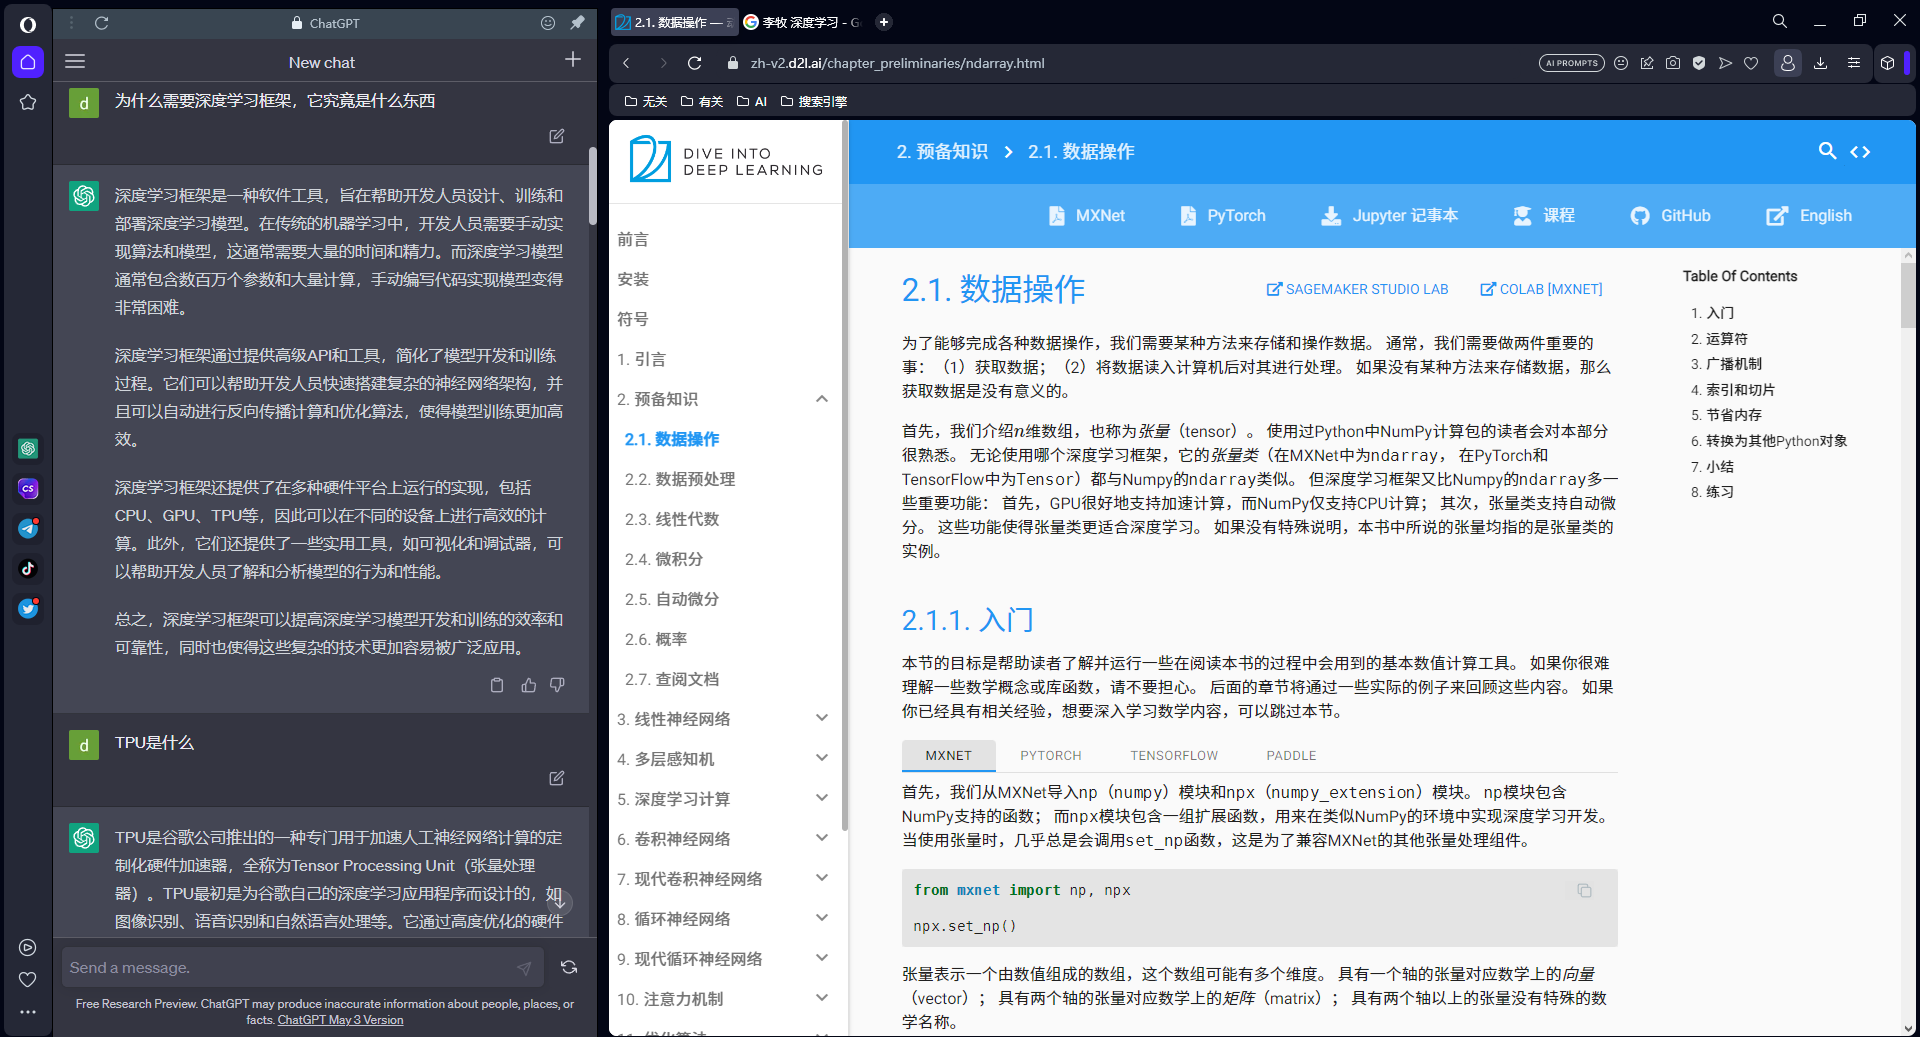 ChatGPT
New chat
d
为什么需要深度学习框架，它究竟是什么东西
深度学习框架是一种软件工具，旨在帮助开发人员设计、训练和
部署深度学习模型。在传统的机器学习中，开发人员需要手动实
现算法和模型，这通常需要大量的时间和精力。而深度学习模型
通常包含数百万个参数和大量计算，手动编写代码实现模型变得
非常困难。
深度学习框架通过提供高级API和工具，简化了模型开发和训练
过程。它们可以帮助开发人员快速搭建复杂的神经网络架构，并
且可以自动进行反向传播计算和优化算法，使得模型训练更加高
效。
深度学习框架还提供了在多种硬件平台上运行的实现，包括
CPU、GPU、TPU等，因此可以在不同的设备上进行高效的计
算。此外，它们还提供了一些实用工具，如可视化和调试器，可
以帮助开发人员了解和分析模型的行为和性能。
总之，深度学习框架可以提高深度学习模型开发和训练的效率和
可靠性，同时也使得这些复杂的技术更加容易被广泛应用。
d
TPU是什么
TPU是谷歌公司推出的一种专门用于加速人工神经网络计算的定
制化硬件加速器，全称为Tensor Processing Unit（张量处理
器）。TPU最初是为谷歌自己的深度学习应用程序而设计的，如
图像识别、语音识别和自然语言处理等。它通过高度优化的硬件
Send a message.
Free Research Preview. ChatGPT may produce inaccurate information about people, places, or
facts. ChatGPT May 3 Version
CS
2.1. 数据操作 —
李牧 深度学习 - G
zh-v2.d2l.ai/chapter_preliminaries/ndarray.html
AI PROMPTS
无关
有关
AI
搜索引擎
DIVE INTO
DEEP LEARNING
前言
安装
符号
1. 引言
2. 预备知识
2.1. 数据操作
2.2. 数据预处理
2.3. 线性代数
2.4. 微积分
2.5. 自动微分
2.6. 概率
2.7. 查阅文档
3. 线性神经网络
4. 多层感知机
5. 深度学习计算
6. 卷积神经网络
7. 现代卷积神经网络
8. 循环神经网络
9. 现代循环神经网络
10. 注意力机制
2. 预备知识
2.1. 数据操作
MXNet
PyTorch
Jupyter 记事本
课程
GitHub
English
2.1. 数据操作
SAGEMAKER STUDIO LAB
COLAB [MXNET]
为了能够完成各种数据操作，我们需要某种方法来存储和操作数据。 通常，我们需要做两件重要的
事：（1）获取数据；（2）将数据读入计算机后对其进行处理。 如果没有某种方法来存储数据，那么
获取数据是没有意义的。
首先，我们介绍n维数组，也称为张量（tensor）。 使用过Python中NumPy计算包的读者会对本部分
很熟悉。 无论使用哪个深度学习框架，它的张量类（在MXNet中为ndarray， 在PyTorch和
TensorFlow中为Tensor）都与Numpy的ndarray类似。 但深度学习框架又比Numpy的ndarray多一
些重要功能： 首先，GPU很好地支持加速计算，而NumPy仅支持CPU计算； 其次，张量类支持自动微
分。 这些功能使得张量类更适合深度学习。 如果没有特殊说明，本书中所说的张量均指的是张量类的
实例。
2.1.1. 入门
本节的目标是帮助读者了解并运行一些在阅读本书的过程中会用到的基本数值计算工具。 如果你很难
理解一些数学概念或库函数，请不要担心。 后面的章节将通过一些实际的例子来回顾这些内容。 如果
你已经具有相关经验，想要深入学习数学内容，可以跳过本节。
MXNET
PYTORCH
TENSORFLOW
PADDLE
首先，我们从MXNet导入np（numpy）模块和npx（numpy_extension）模块。 np模块包含
NumPy支持的函数； 而npx模块包含一组扩展函数，用来在类似NumPy的环境中实现深度学习开发。
当使用张量时，几乎总是会调用set_np函数，这是为了兼容MXNet的其他张量处理组件。
from mxnet import np, npx
npx.set_np()
张量表示一个由数值组成的数组，这个数组可能有多个维度。 具有一个轴的张量对应数学上的向量
（vector）； 具有两个轴的张量对应数学上的矩阵（matrix）； 具有两个轴以上的张量没有特殊的数
学名称。
Table Of Contents
1. 入门
2. 运算符
3. 广播机制
4. 索引和切片
5. 节省内存
6. 转换为其他Python对象
7. 小结
8. 练习